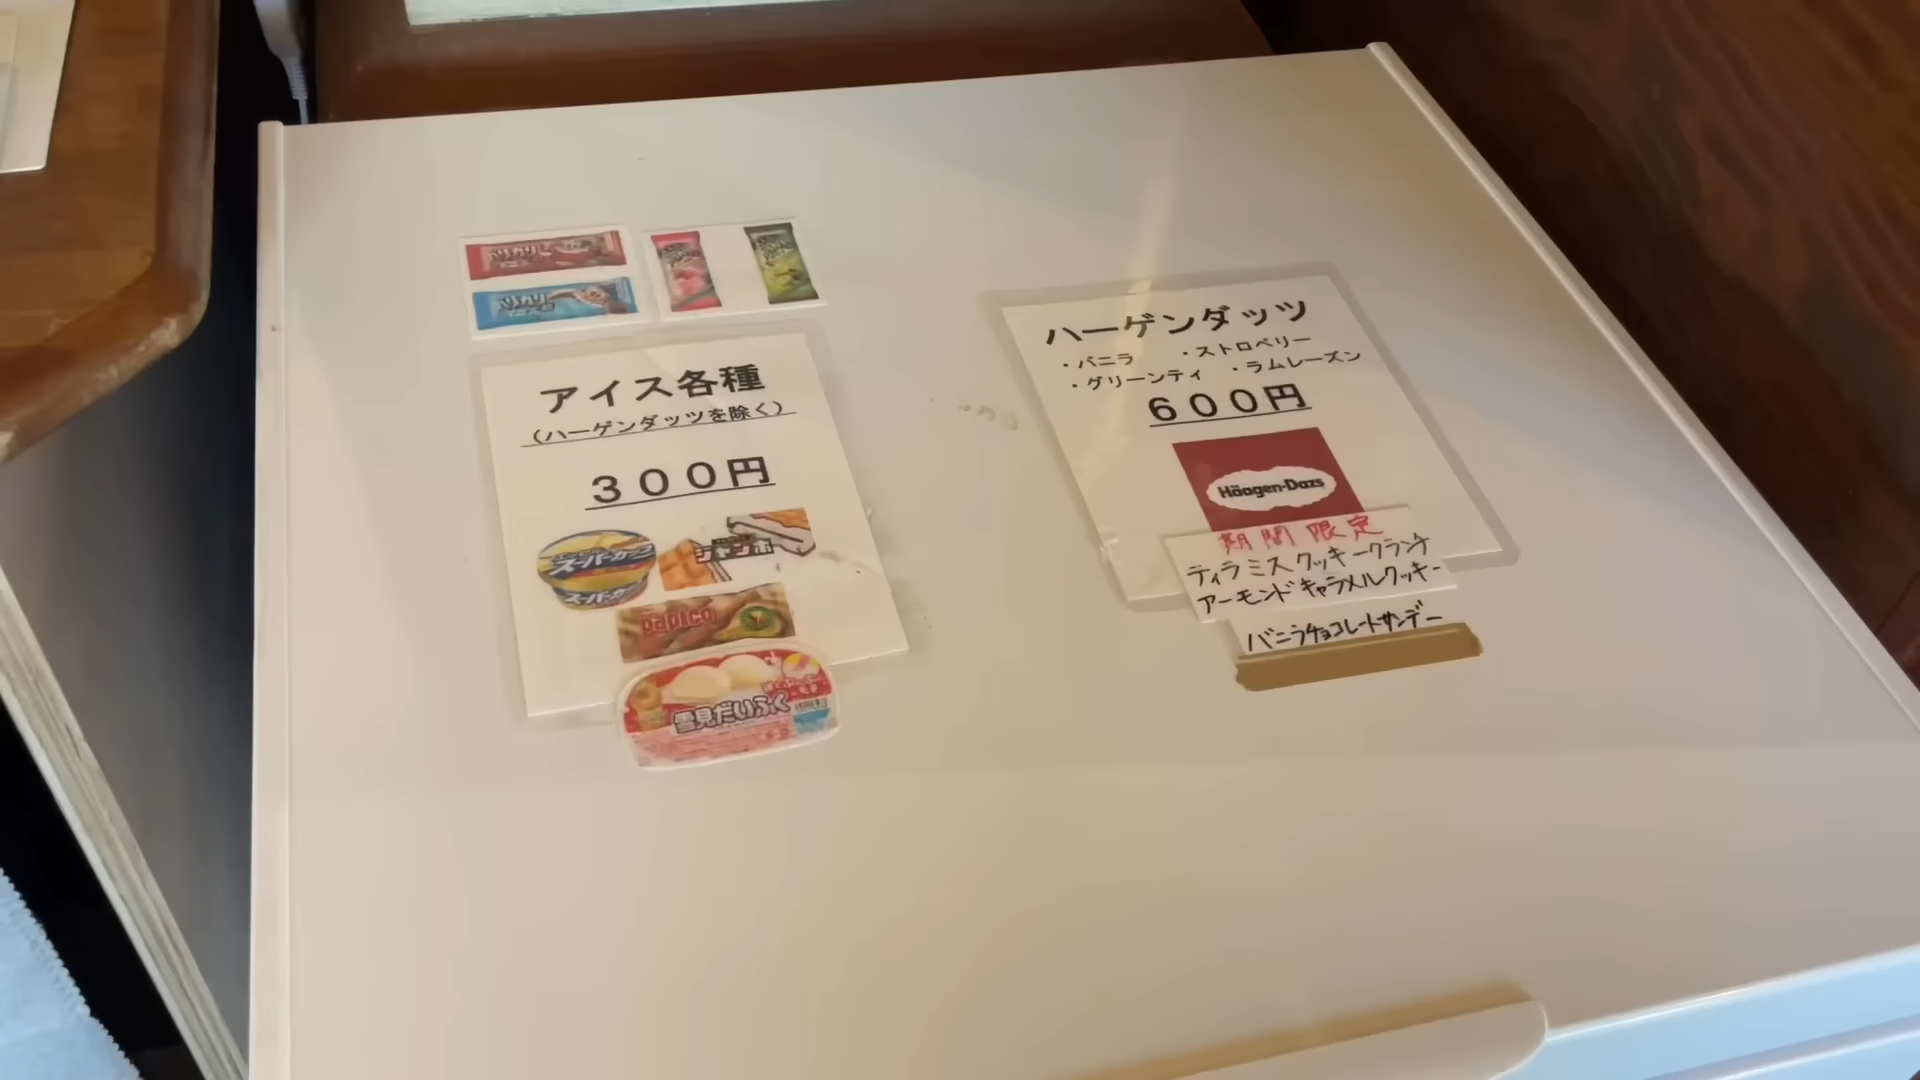 アイス各種
（ハーゲンダッツを除く）
３００円
スーパーカップ
スーパーカップ
ジャンボ
papico
雪見だいふく
ハーゲンダッツ
・バニラ ・ストロベリー
・グリーンティ ・ラムレーズン
６００円
Häagen-Dazs
期間限定
ティラミスクッキークランチ
アーモンドキャラメルクッキー
バニラチョコレートサンデー